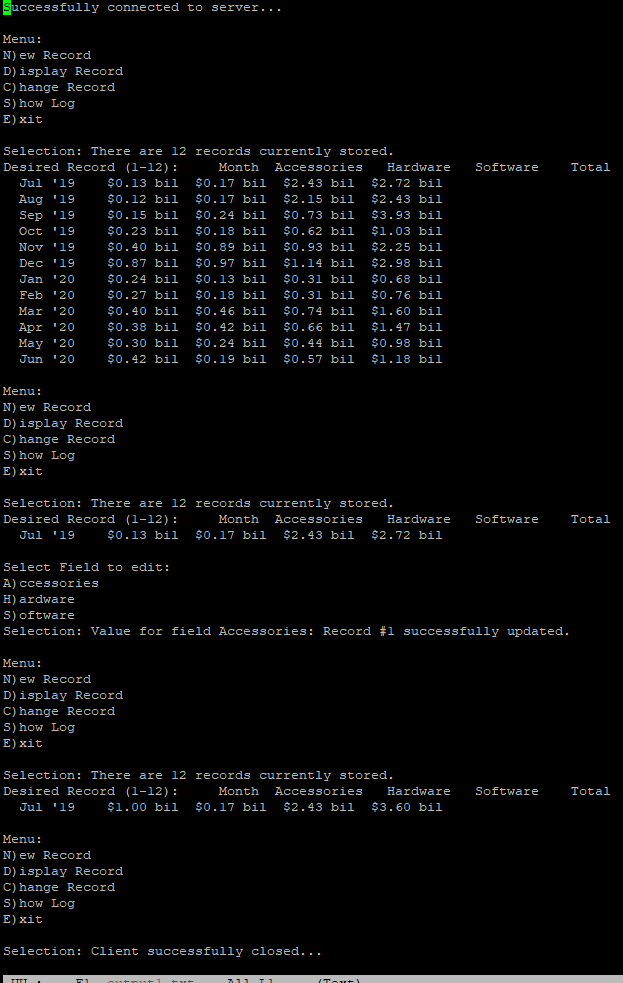 Successfully connected to server...
Menu:
N)ew Record
D)isplay Record
C)hange Record
S)how Log
E)xit
Selection: There are 12 records currently stored.
Desired Record (1-12):     Month  Accessories   Hardware   Software    Total
  Jul '19    $0.13 bil  $0.17 bil  $2.43 bil  $2.72 bil
  Aug '19    $0.12 bil  $0.17 bil  $2.15 bil  $2.43 bil
  Sep '19    $0.15 bil  $0.24 bil  $0.73 bil  $3.93 bil
  Oct '19    $0.23 bil  $0.18 bil  $0.62 bil  $1.03 bil
  Nov '19    $0.40 bil  $0.89 bil  $0.93 bil  $2.25 bil
  Dec '19    $0.87 bil  $0.97 bil  $1.14 bil  $2.98 bil
  Jan '20    $0.24 bil  $0.13 bil  $0.31 bil  $0.68 bil
  Feb '20    $0.27 bil  $0.18 bil  $0.31 bil  $0.76 bil
  Mar '20    $0.40 bil  $0.46 bil  $0.74 bil  $1.60 bil
  Apr '20    $0.38 bil  $0.42 bil  $0.66 bil  $1.47 bil
  May '20    $0.30 bil  $0.24 bil  $0.44 bil  $0.98 bil
  Jun '20    $0.42 bil  $0.19 bil  $0.57 bil  $1.18 bil
Menu:
N)ew Record
D)isplay Record
C)hange Record
S)how Log
E)xit
Selection: There are 12 records currently stored.
Desired Record (1-12):     Month  Accessories   Hardware   Software    Total
  Jul '19    $0.13 bil  $0.17 bil  $2.43 bil  $2.72 bil
Select Field to edit:
A)ccessories
H)ardware
S)oftware
Selection: Value for field Accessories: Record #1 successfully updated.
Menu:
N)ew Record
D)isplay Record
C)hange Record
S)how Log
E)xit
Selection: There are 12 records currently stored.
Desired Record (1-12):     Month  Accessories   Hardware   Software    Total
  Jul '19    $1.00 bil  $0.17 bil  $2.43 bil  $3.60 bil
Menu:
N)ew Record
D)isplay Record
C)hange Record
S)how Log
E)xit
Selection: Client successfully closed...